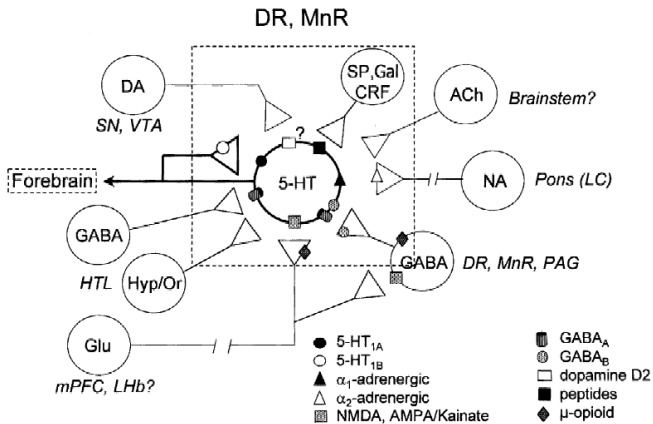 DR, MnR
DA
SN, VTA
SP,Gal
CRF
ACh
Brainstem?
?
5-HT
Forebrain
NA
Pons (LC)
GABA
HTL
Hyp/Or
GABA
DR, MnR, PAG
Glu
mPFC, LHb?
5-HT1A
5-HT1B
α1-adrenergic
α2-adrenergic
NMDA, AMPA/Kainate
GABAA
GABAB
dopamine D2
peptides
μ-opioid